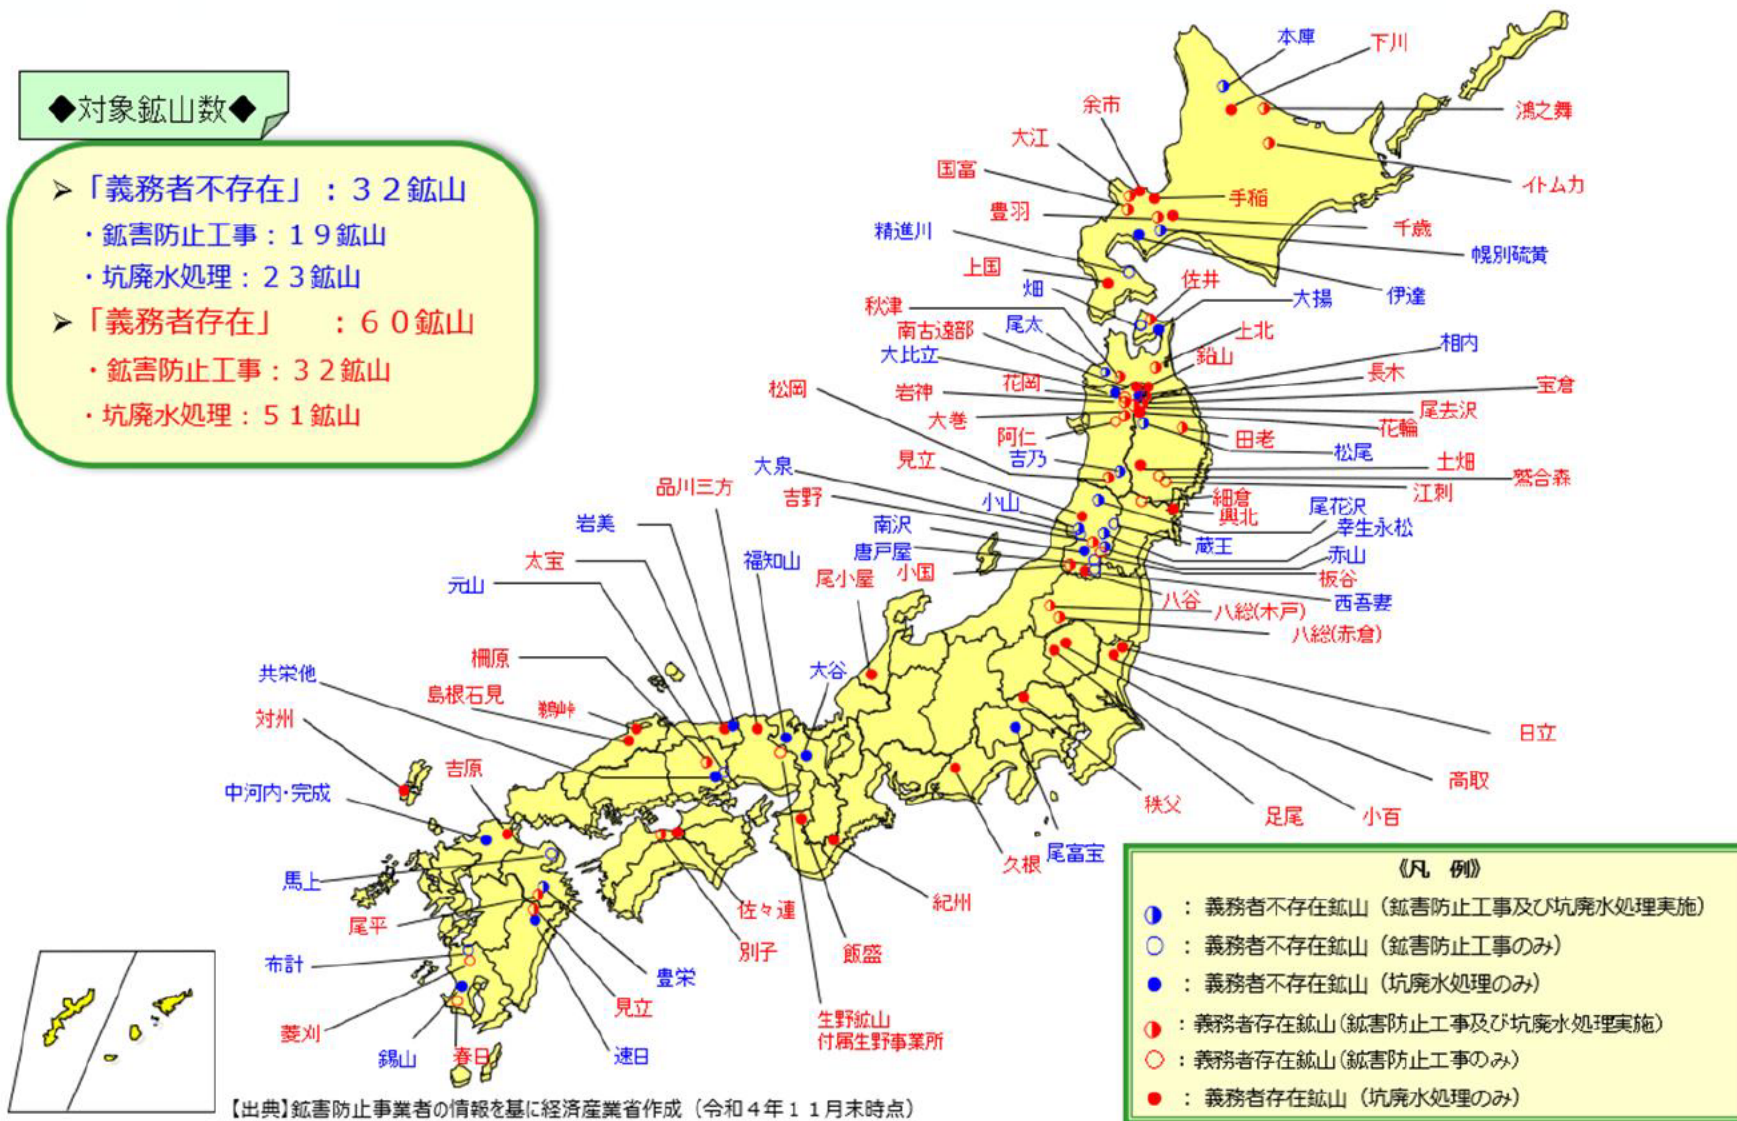 ◆対象鉱山数◆
➢「義務者不存在」：３２鉱山
・鉱害防止工事：１９鉱山
・坑廃水処理：２３鉱山
➢「義務者存在」　：６０鉱山
・鉱害防止工事：３２鉱山
・坑廃水処理：５１鉱山
本庫
下川
鴻之舞
イトムカ
余市
大江
国富
手稲
豊羽
千歳
精進川
幌別硫黄
上国
伊達
畑
佐井
大揚
秋津
南古遠部
尾太
上北
大比立
鉛山
相内
松岡
岩神
花岡
長木
宝倉
大巻
尾去沢
花輪
阿仁
田老
松尾
見立
吉乃
土畑
鷲合森
大泉
江刺
品川三方
吉野
小山
細倉
興北
尾花沢
岩美
南沢
幸生永松
蔵王
赤山
太宝
福知山
唐戸屋
尾小屋
小国
板谷
元山
八谷
西吾妻
八総(木戸)
八総(赤倉)
柵原
大谷
共栄他
島根石見
鵜峠
対州
日立
吉原
高取
中河内・完成
秩父
足尾
小百
久根
尾富宝
馬上
紀州
尾平
佐々連
別子
飯盛
布計
豊栄
見立
生野鉱山
付属生野事業所
菱刈
錫山
春日
速日
《凡　例》
：義務者不存在鉱山（鉱害防止工事及び坑廃水処理実施）
：義務者不存在鉱山（鉱害防止工事のみ）
：義務者不存在鉱山（坑廃水処理のみ）
：義務者存在鉱山(鉱害防止工事及び坑廃水処理実施)
：義務者存在鉱山(鉱害防止工事のみ)
：義務者存在鉱山（坑廃水処理のみ）
【出典】鉱害防止事業者の情報を基に経済産業省作成（令和４年１１月末時点）